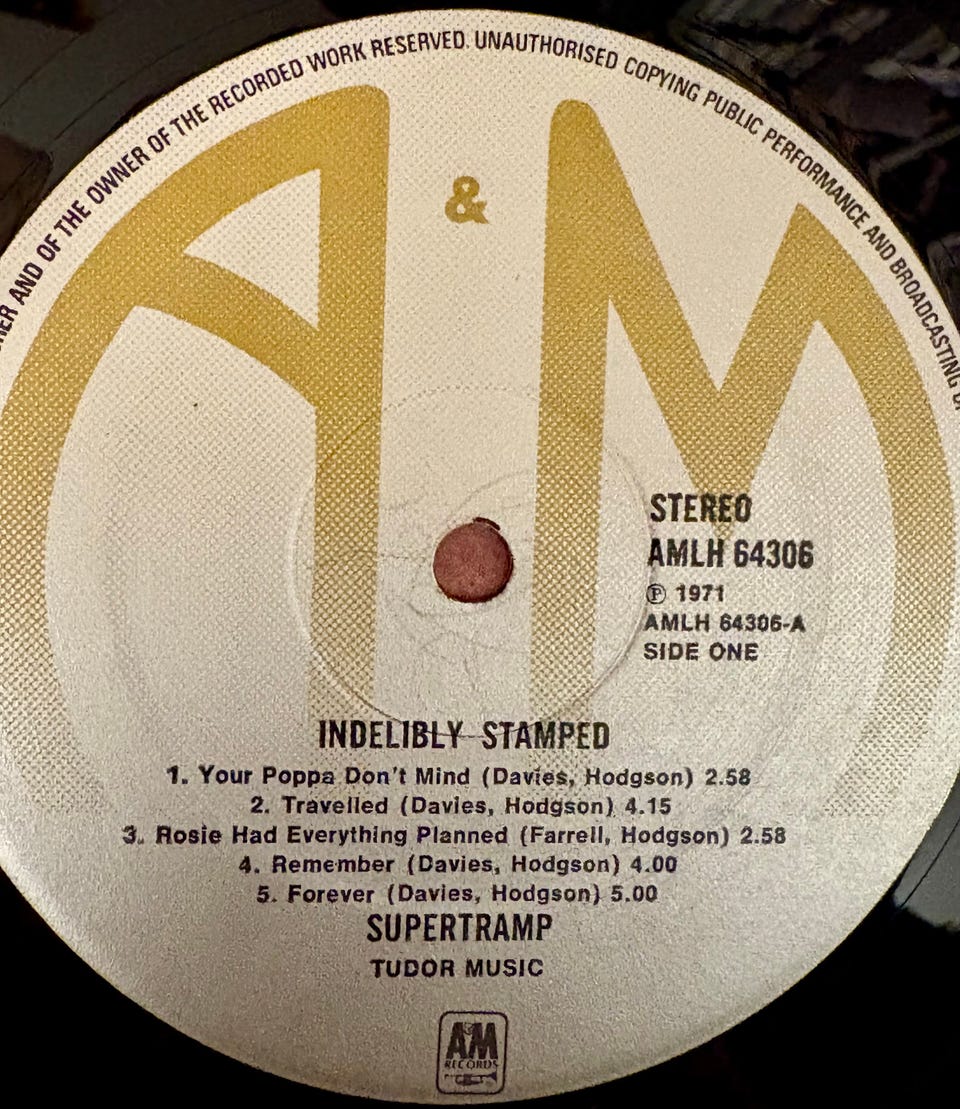 RER AND OF THE OWNER OF THE RECORDED WORK RESERVED. UNAUTHORISED COPYING PUBLIC PERFORMANCE AND BROADCASTING
A & M
STEREO
AMLH 64306
℗ 1971
AMLH 64306-A
SIDE ONE
INDELIBLY STAMPED
1. Your Poppa Don't Mind (Davies, Hodgson) 2.58
2. Travelled (Davies, Hodgson) 4.15
3. Rosie Had Everything Planned (Farrell, Hodgson) 2.58
4. Remember (Davies, Hodgson) 4.00
5. Forever (Davies, Hodgson) 5.00
SUPERTRAMP
TUDOR MUSIC
A&M
RECORDS